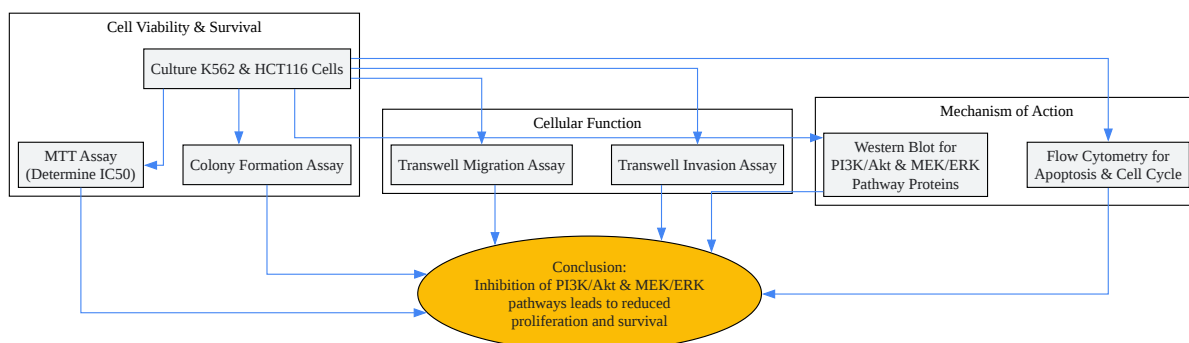 Cell Viability & Survival
Culture K562 & HCT116 Cells
MTT Assay
(Determine IC50)
Colony Formation Assay
Cellular Function
Transwell Migration Assay
Transwell Invasion Assay
Mechanism of Action
Western Blot for
PI3K/Akt & MEK/ERK
Pathway Proteins
Flow Cytometry for
Apoptosis & Cell Cycle
Conclusion:
Inhibition of PI3K/Akt & MEK/ERK
pathways leads to reduced
proliferation and survival